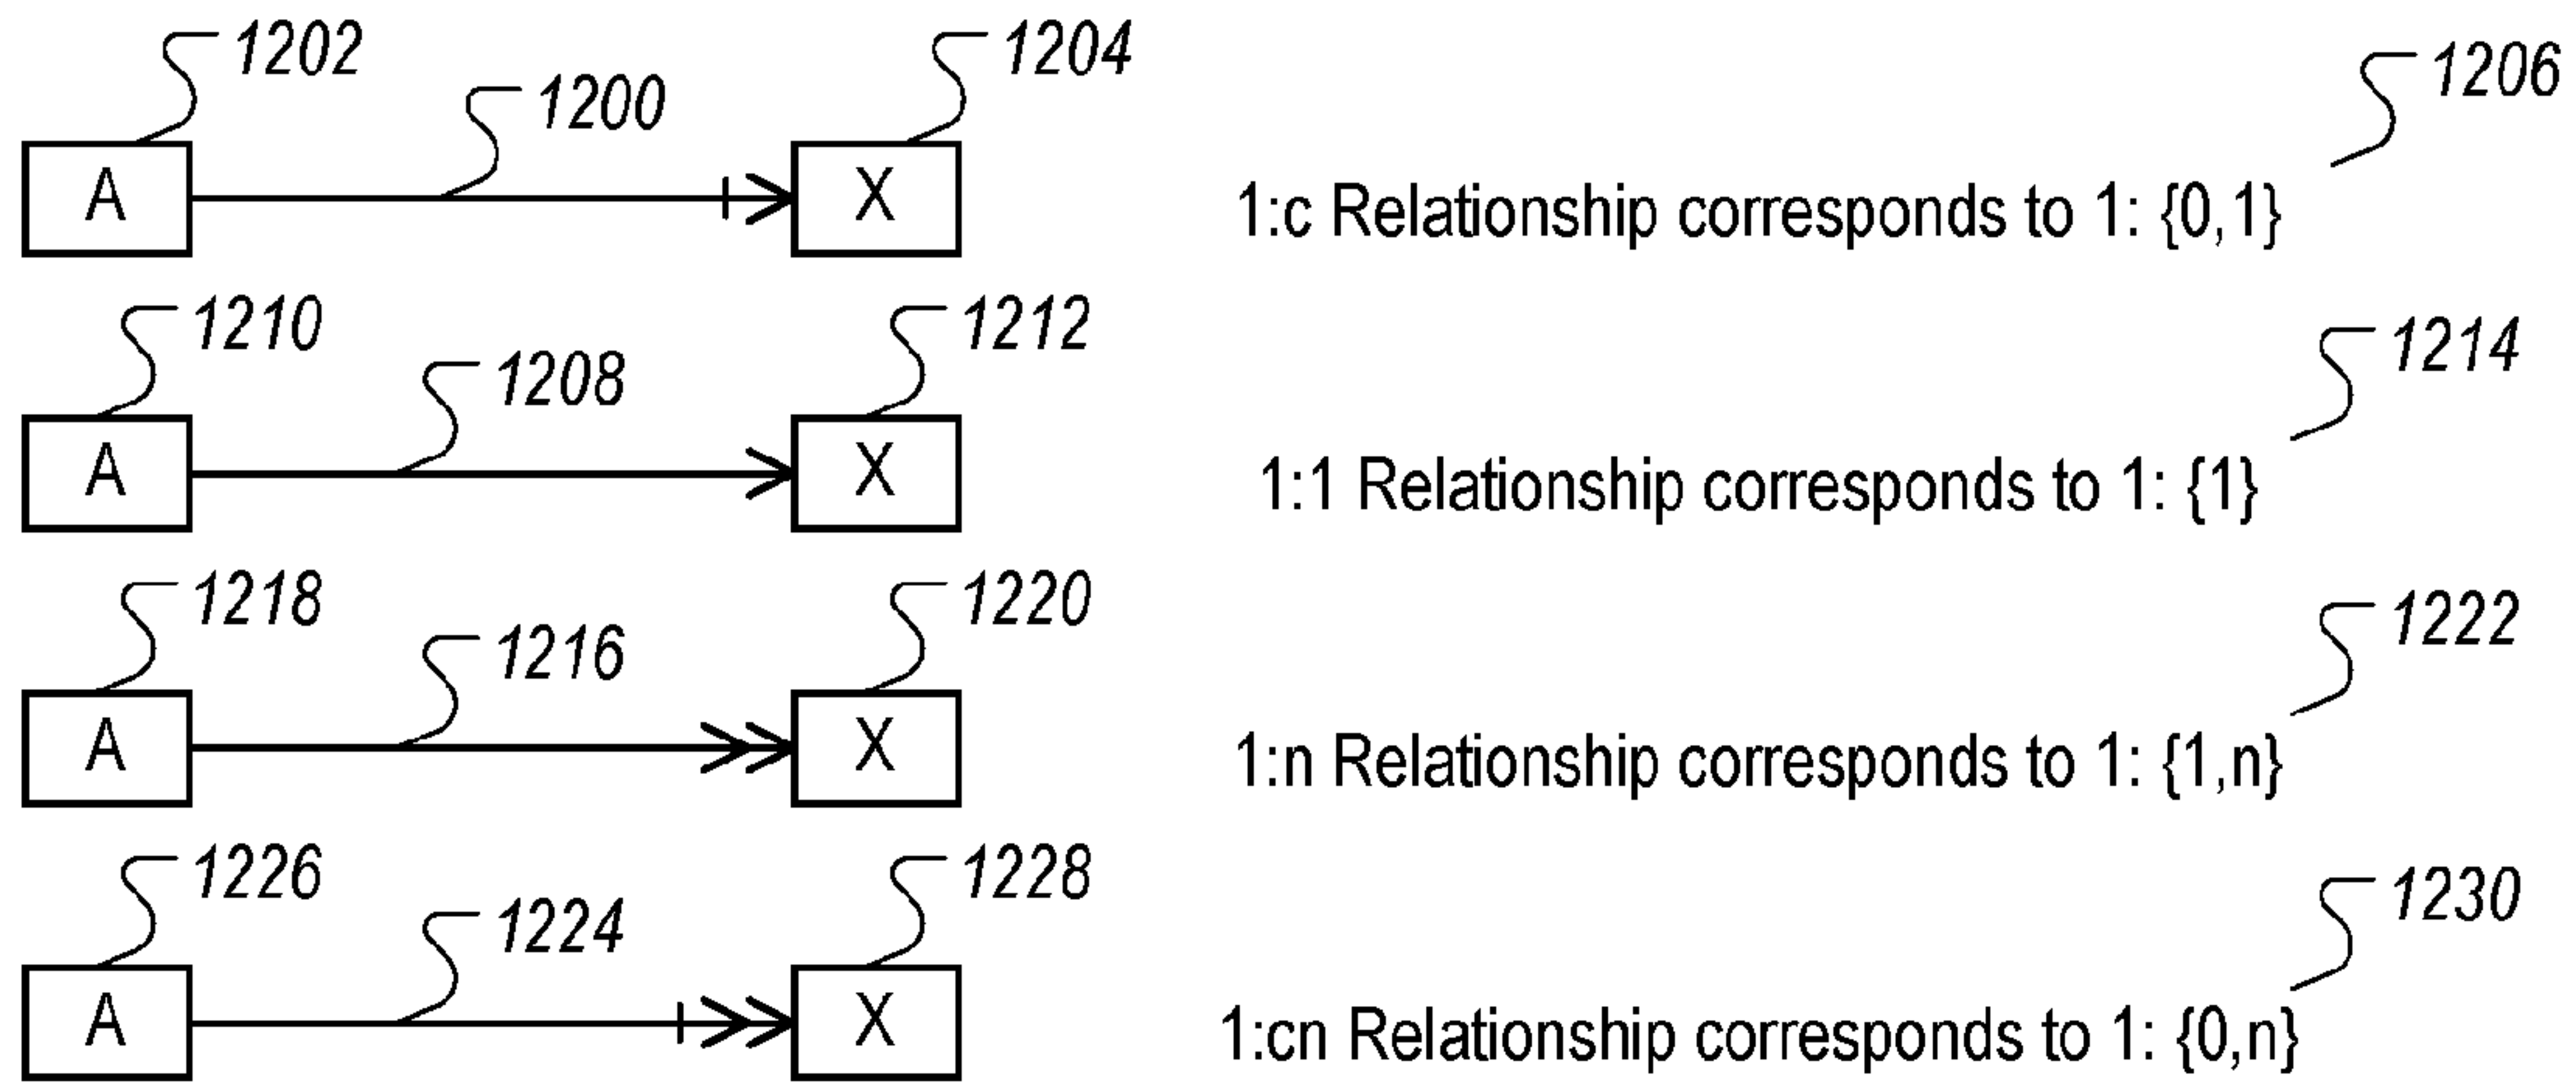 1202
1204
1206
1200
A
X
1:c Relationship corresponds to 1: {0,1}
1210
1212
1214
1208
A
X
1:1 Relationship corresponds to 1: {1}
1218
1220
1222
1216
A
X
1:n Relationship corresponds to 1: {1,n}
1226
1228
1230
1224
A
X
1:cn Relationship corresponds to 1: {0,n}